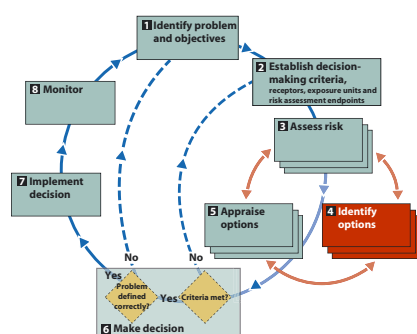 1 Identify problem
and objectives
2 Establish decision-
making criteria,
receptors, exposure units and
risk assessment endpoints
3 Assess risk
4 Identify
options
5 Appraise
options
No
No
Yes
Problem
defined
correctly?
Yes
Criteria met?
6 Make decision
7 Implement
decision
8 Monitor